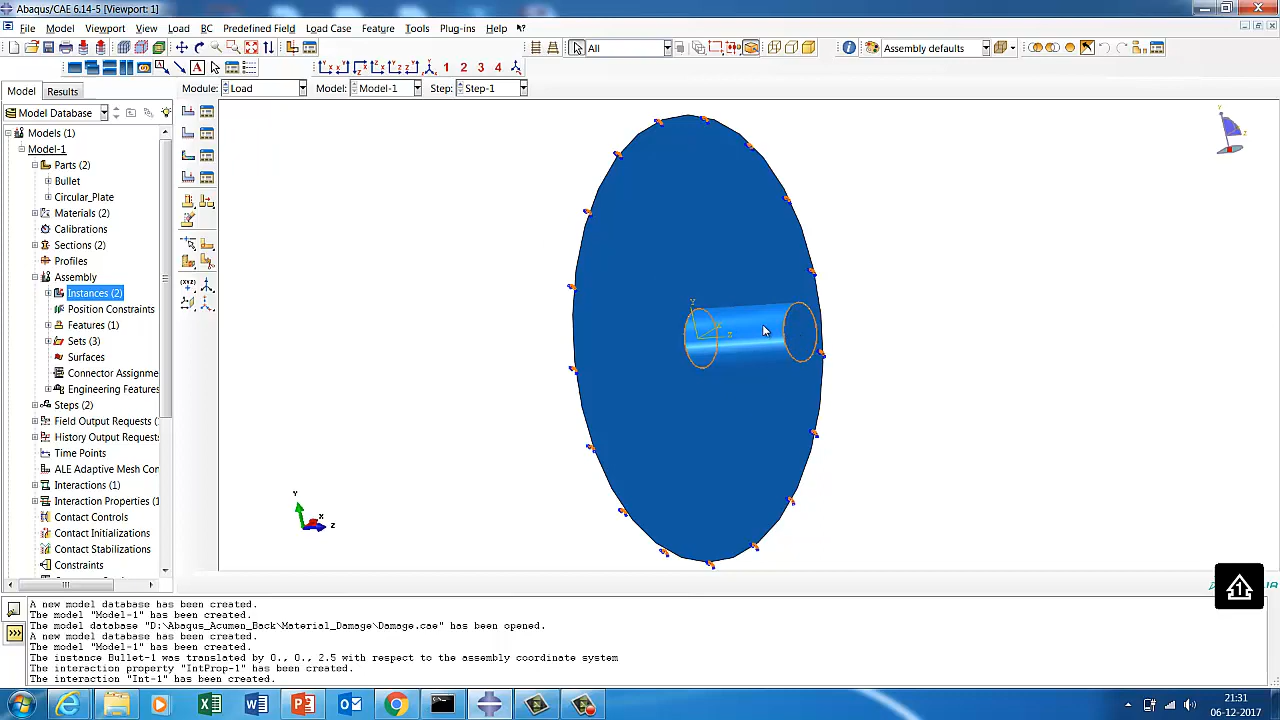 Abaqus/CAE 6.14-5 [Viewport: 1]
File Model Viewport View Load BC Predefined Field Load Case Feature Tools Plug-ins Help
All
Assembly defaults
1 2 3 4
Model Results
Module: Load Model: Model-1 Step: Step-1
Model Database
Models (1)
Model-1
Parts (2)
Bullet
Circular_Plate
Materials (2)
Calibrations
Sections (2)
Profiles
Assembly
Instances (2)
Position Constraints
Features (1)
Sets (3)
Surfaces
Connector Assignme
Engineering Features
Steps (2)
Field Output Requests (
History Output Requests
Time Points
ALE Adaptive Mesh Con
Interactions (1)
Interaction Properties (1
Contact Controls
Contact Initializations
Contact Stabilizations
Constraints
Y
Z
Y
X
Z
Y
Z
A new model database has been created.
The model "Model-1" has been created.
The model database "D:\Abaqus_Acumen_Back\Material_Damage\Damage.cae" has been opened.
A new model database has been created.
The model "Model-1" has been created.
The instance Bullet-1 was translated by 0., 0., 2.5 with respect to the assembly coordinate system
The interaction property "IntProp-1" has been created.
The interaction "Int-1" has been created.
21:31
06-12-2017